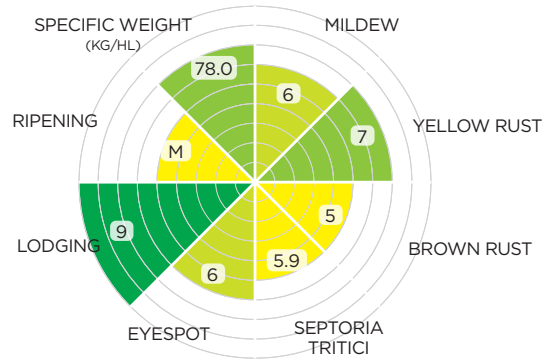 SPECIFIC WEIGHT
(KG/HL)
MILDEW
78.0
6
RIPENING
YELLOW RUST
7
M
5
LODGING
9
BROWN RUST
6
5.9
EYESPOT
SEPTORIA
TRITICI